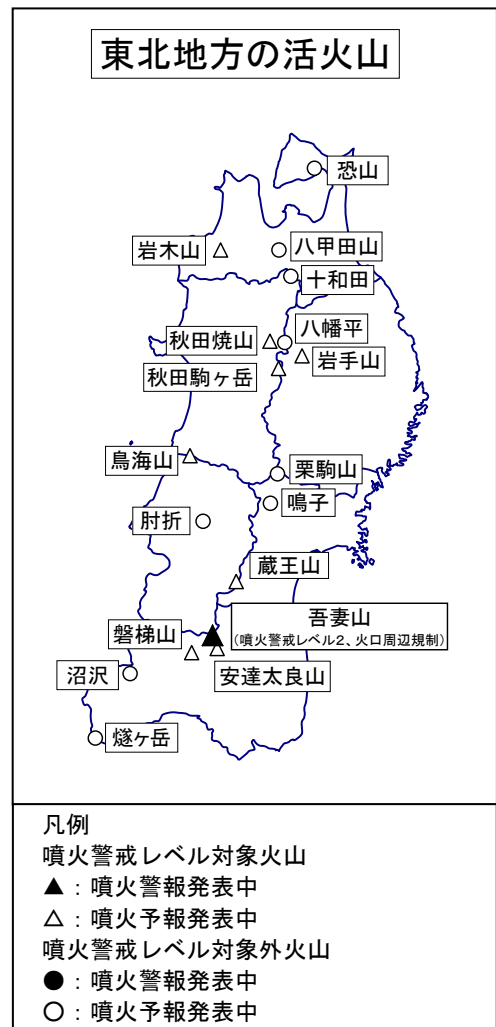 東北地方の活火山
恐山
岩木山
八甲田山
十和田
秋田焼山
八幡平
岩手山
秋田駒ヶ岳
鳥海山
栗駒山
鳴子
肘折
蔵王山
吾妻山
(噴火警戒レベル2、火口周辺規制)
磐梯山
安達太良山
沼沢
燧ヶ岳
凡例
噴火警戒レベル対象火山
▲：噴火警報発表中
△：噴火予報発表中
噴火警戒レベル対象外火山
●：噴火警報発表中
○：噴火予報発表中